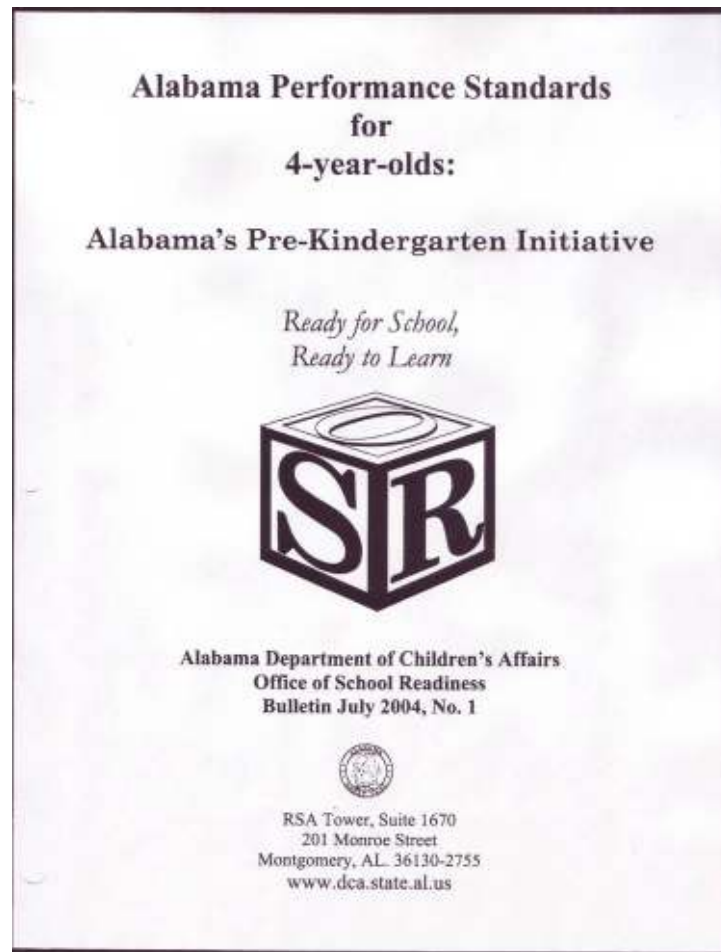 Alabama Performance Standards
for
4-year-olds:
Alabama's Pre-Kindergarten Initiative
Ready for School,
Ready to Learn
O
S R
Alabama Department of Children's Affairs
Office of School Readiness
Bulletin July 2004, No. 1
RSA Tower, Suite 1670
201 Monroe Street
Montgomery, AL. 36130-2755
www.dca.state.al.us